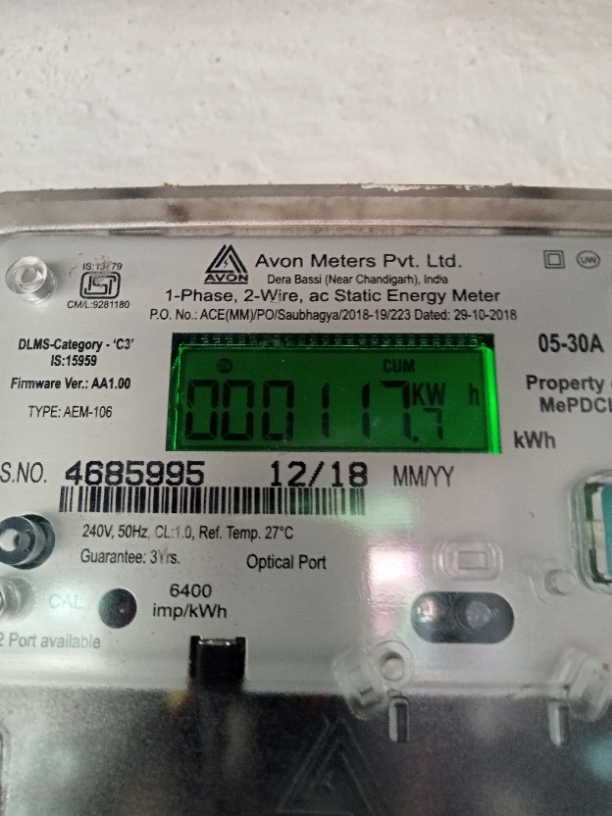 IS:13779
CM/L:9281180
AVON
Avon Meters Pvt. Ltd.
Dera Bassi (Near Chandigarh), India
UW
1-Phase, 2-Wire, ac Static Energy Meter
P.O. No.: ACE(MM)/PO/Saubhagya/2018-19/223 Dated: 29-10-2018
DLMS-Category - 'C3'
IS:15959
Firmware Ver.: AA1.00
TYPE: AEM-106
CUM
000117.7 KW h
05-30A
Property
MePDCL
kWh
S.NO. 4685995 12/18 MM/YY
240V, 50Hz, CL:1.0, Ref. Temp. 27°C
Guarantee: 3Yrs. Optical Port
CAL
6400
imp/kWh
Port available